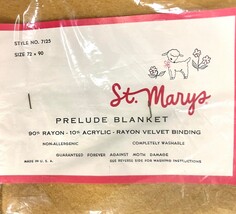 STYLE NO. 7125
SIZE 72 x 90
St. Marys
PRELUDE BLANKET
90% RAYON - 10% ACRYLIC - RAYON VELVET BINDING
NON-ALLERGENIC COMPLETELY WASHABLE
GUARANTEED FOREVER AGAINST MOTH DAMAGE
MADE IN U.S.A. SEE REVERSE SIDE FOR WASHING INSTRUCTIONS